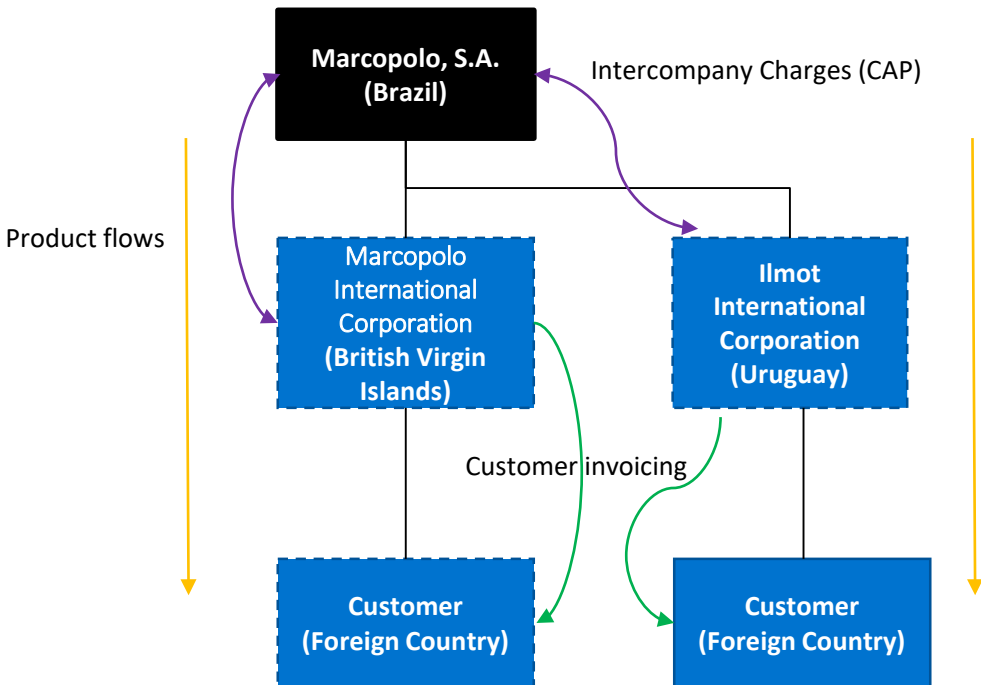 Marcopolo, S.A.
(Brazil)
Intercompany Charges (CAP)
Product flows
Marcopolo
International
Corporation
(British Virgin
Islands)
Ilmot
International
Corporation
(Uruguay)
Customer invoicing
Customer
(Foreign Country)
Customer
(Foreign Country)